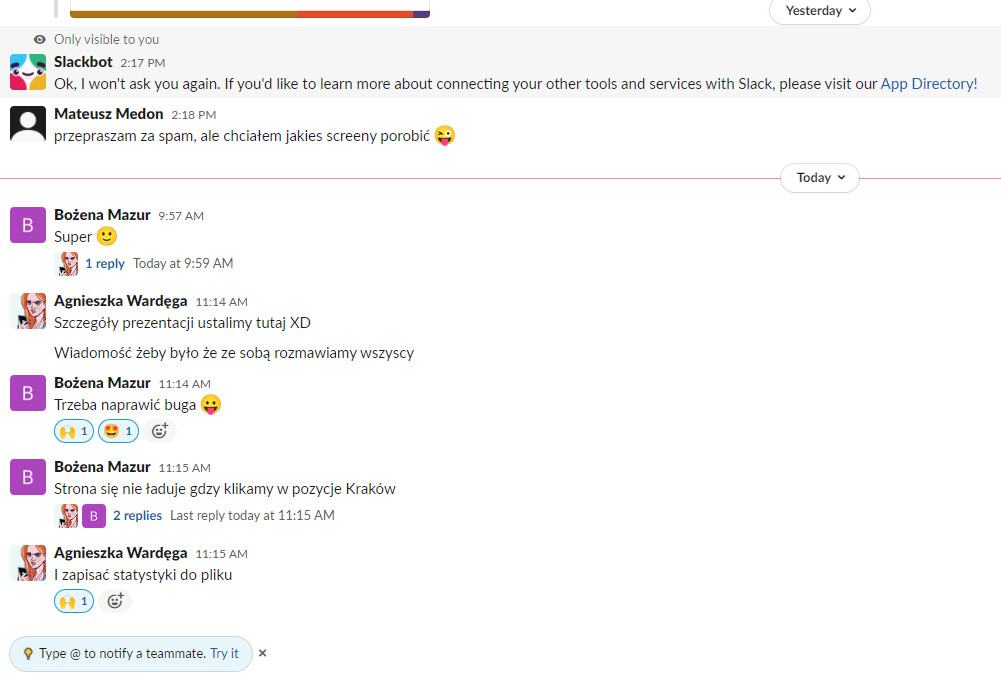 Yesterday
Only visible to you
Slackbot 2:17 PM
Ok, I won't ask you again. If you'd like to learn more about connecting your other tools and services with Slack, please visit our App Directory!
Mateusz Medon 2:18 PM
przepraszam za spam, ale chciałem jakies screeny porobić 😜
Today
B
Bożena Mazur 9:57 AM
Super 🙂
1 reply Today at 9:59 AM
Agnieszka Wardęga 11:14 AM
Szczegóły prezentacji ustalimy tutaj XD
Wiadomość żeby było że ze sobą rozmawiamy wszyscy
B
Bożena Mazur 11:14 AM
Trzeba naprawić buga 😛
🙌 1 🤩 1
B
Bożena Mazur 11:15 AM
Strona się nie ładuje gdzy klikamy w pozycje Kraków
B 2 replies Last reply today at 11:15 AM
Agnieszka Wardęga 11:15 AM
I zapisać statystyki do pliku
🙌 1
💡 Type @ to notify a teammate. Try it ×